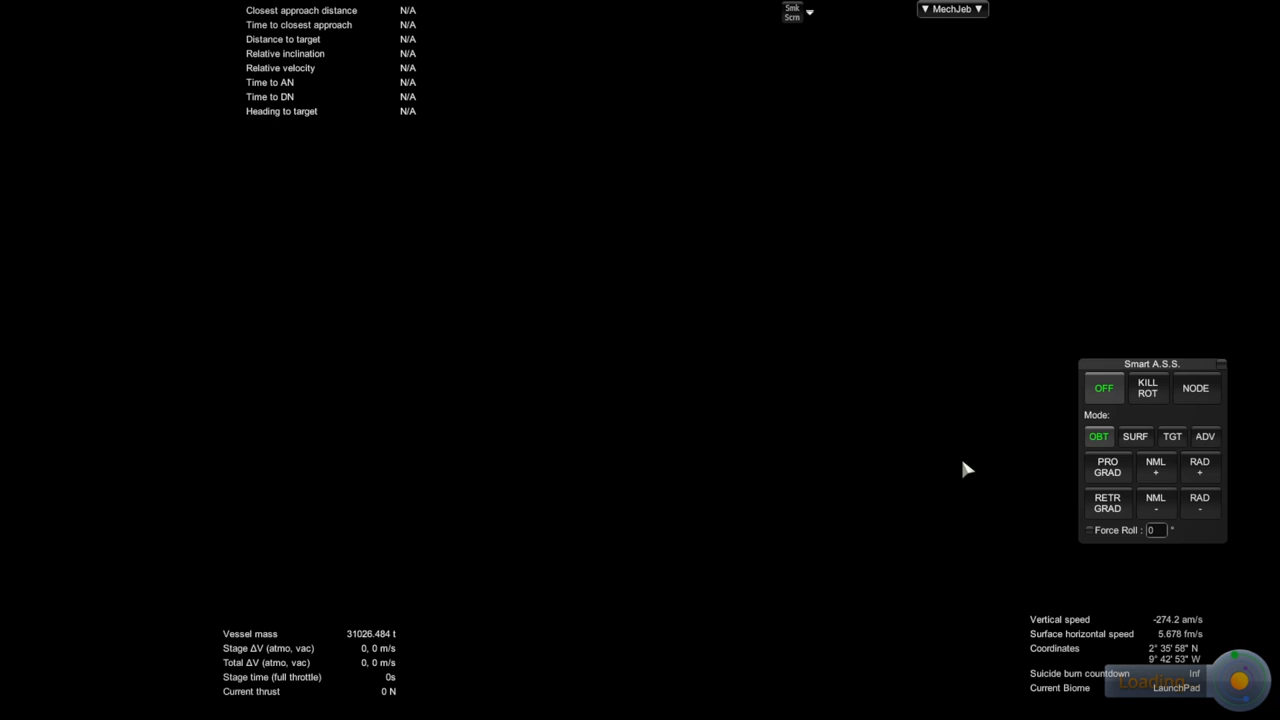 Closest approach distance N/A
Time to closest approach N/A
Distance to target N/A
Relative inclination N/A
Relative velocity N/A
Time to AN N/A
Time to DN N/A
Heading to target N/A
Smk
Scrn
▼ MechJeb ▼
Smart A.S.S.
OFF KILL ROT NODE
Mode:
OBT SURF TGT ADV
PRO GRAD NML + RAD +
RETR GRAD NML - RAD -
Force Roll : 0 °
Vessel mass 31026.484 t
Stage ΔV (atmo, vac) 0, 0 m/s
Total ΔV (atmo, vac) 0, 0 m/s
Stage time (full throttle) 0s
Current thrust 0 N
Vertical speed -274.2 am/s
Surface horizontal speed 5.678 fm/s
Coordinates 2° 35' 58" N
9° 42' 53" W
Suicide burn countdown Inf
Current Biome LaunchPad
Loading...